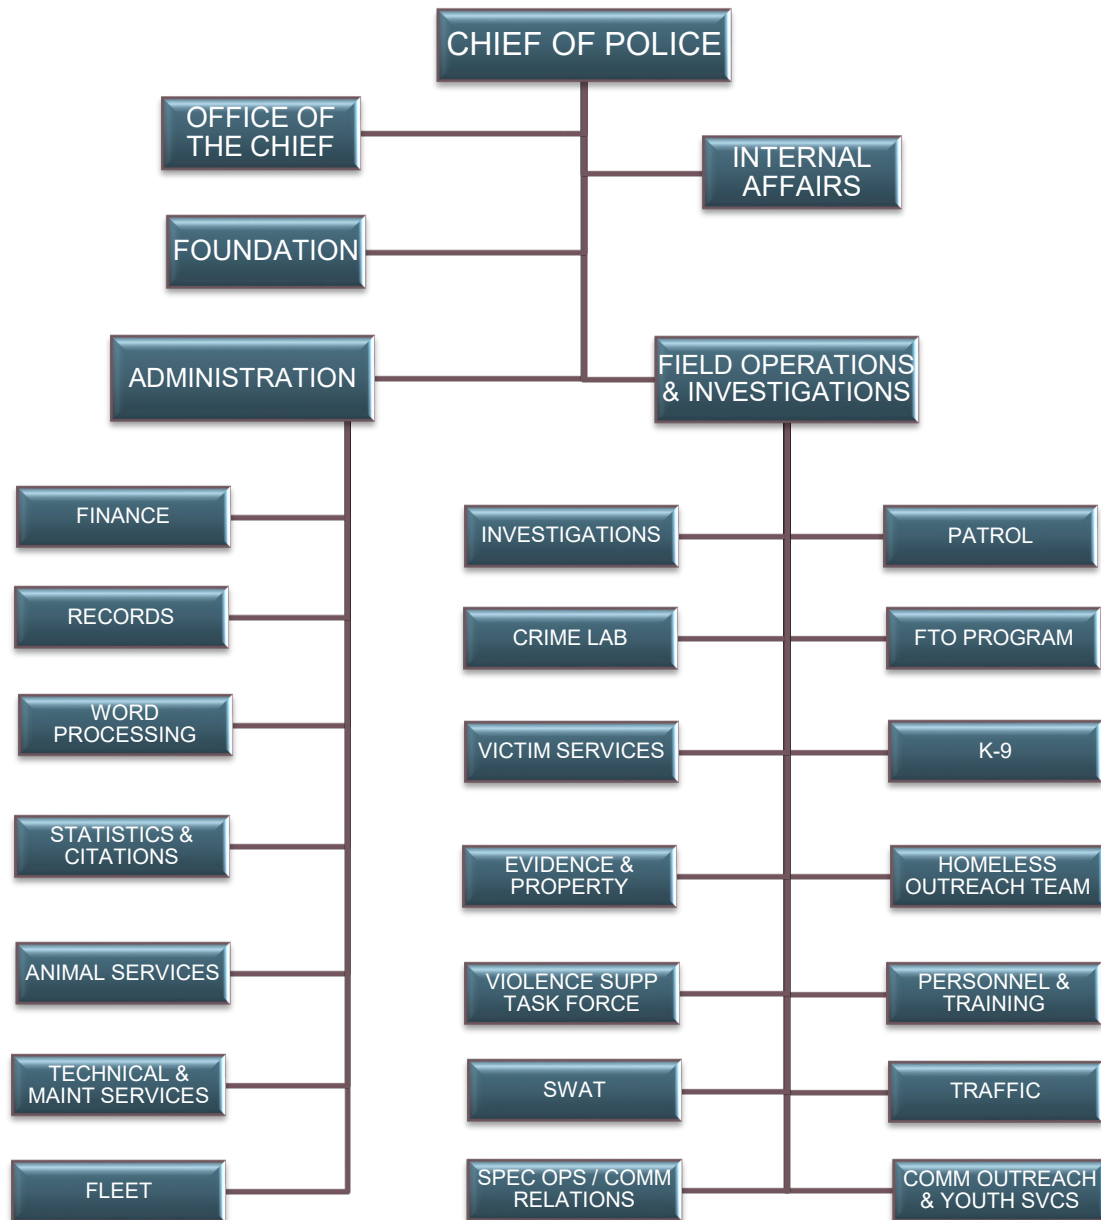 CHIEF OF POLICE
OFFICE OF
THE CHIEF
INTERNAL
AFFAIRS
FOUNDATION
ADMINISTRATION
FIELD OPERATIONS
& INVESTIGATIONS
FINANCE
RECORDS
WORD
PROCESSING
STATISTICS &
CITATIONS
ANIMAL SERVICES
TECHNICAL &
MAINT SERVICES
FLEET
INVESTIGATIONS
CRIME LAB
VICTIM SERVICES
EVIDENCE &
PROPERTY
VIOLENCE SUPP
TASK FORCE
SWAT
SPEC OPS / COMM
RELATIONS
PATROL
FTO PROGRAM
K-9
HOMELESS
OUTREACH TEAM
PERSONNEL &
TRAINING
TRAFFIC
COMM OUTREACH
& YOUTH SVCS